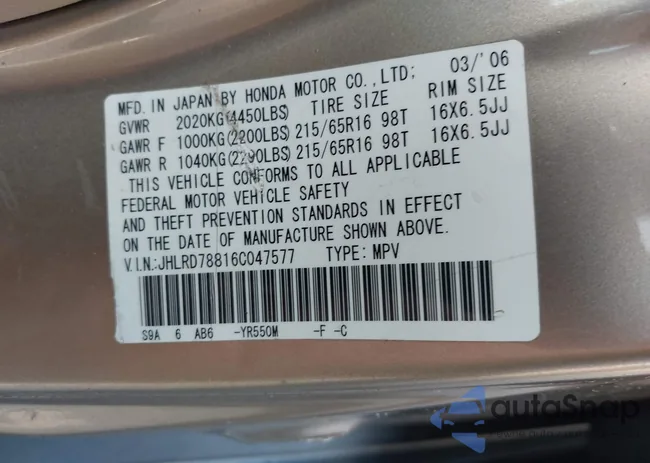 MFD. IN JAPAN BY HONDA MOTOR CO.,LTD; 03/'06
GVWR 2020KG(4450LBS) TIRE SIZE RIM SIZE
GAWR F 1000KG(2200LBS) 215/65R16 98T 16X6.5JJ
GAWR R 1040KG(2290LBS) 215/65R16 98T 16X6.5JJ
THIS VEHICLE CONFORMS TO ALL APPLICABLE
FEDERAL MOTOR VEHICLE SAFETY
AND THEFT PREVENTION STANDARDS IN EFFECT
ON THE DATE OF MANUFACTURE SHOWN ABOVE.
V.I.N.:JHLRD78816C047577 TYPE: MPV
S9A 6 AB6 -YR550M -F -C
autoSnap